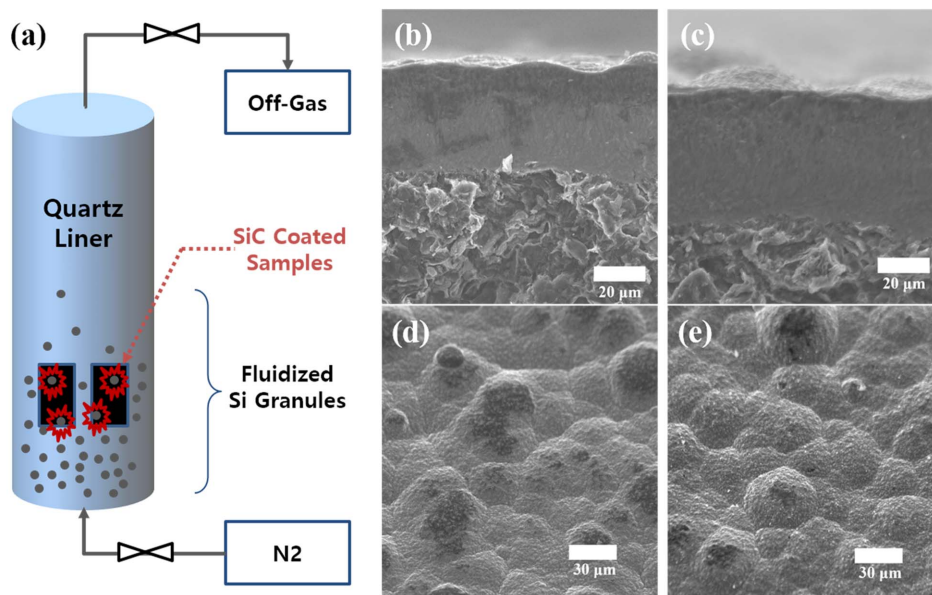 (a)
Off-Gas
Quartz
Liner
SiC Coated
Samples
Fluidized
Si Granules
N2
(b)
20 μm
(c)
20 μm
(d)
30 μm
(e)
30 μm